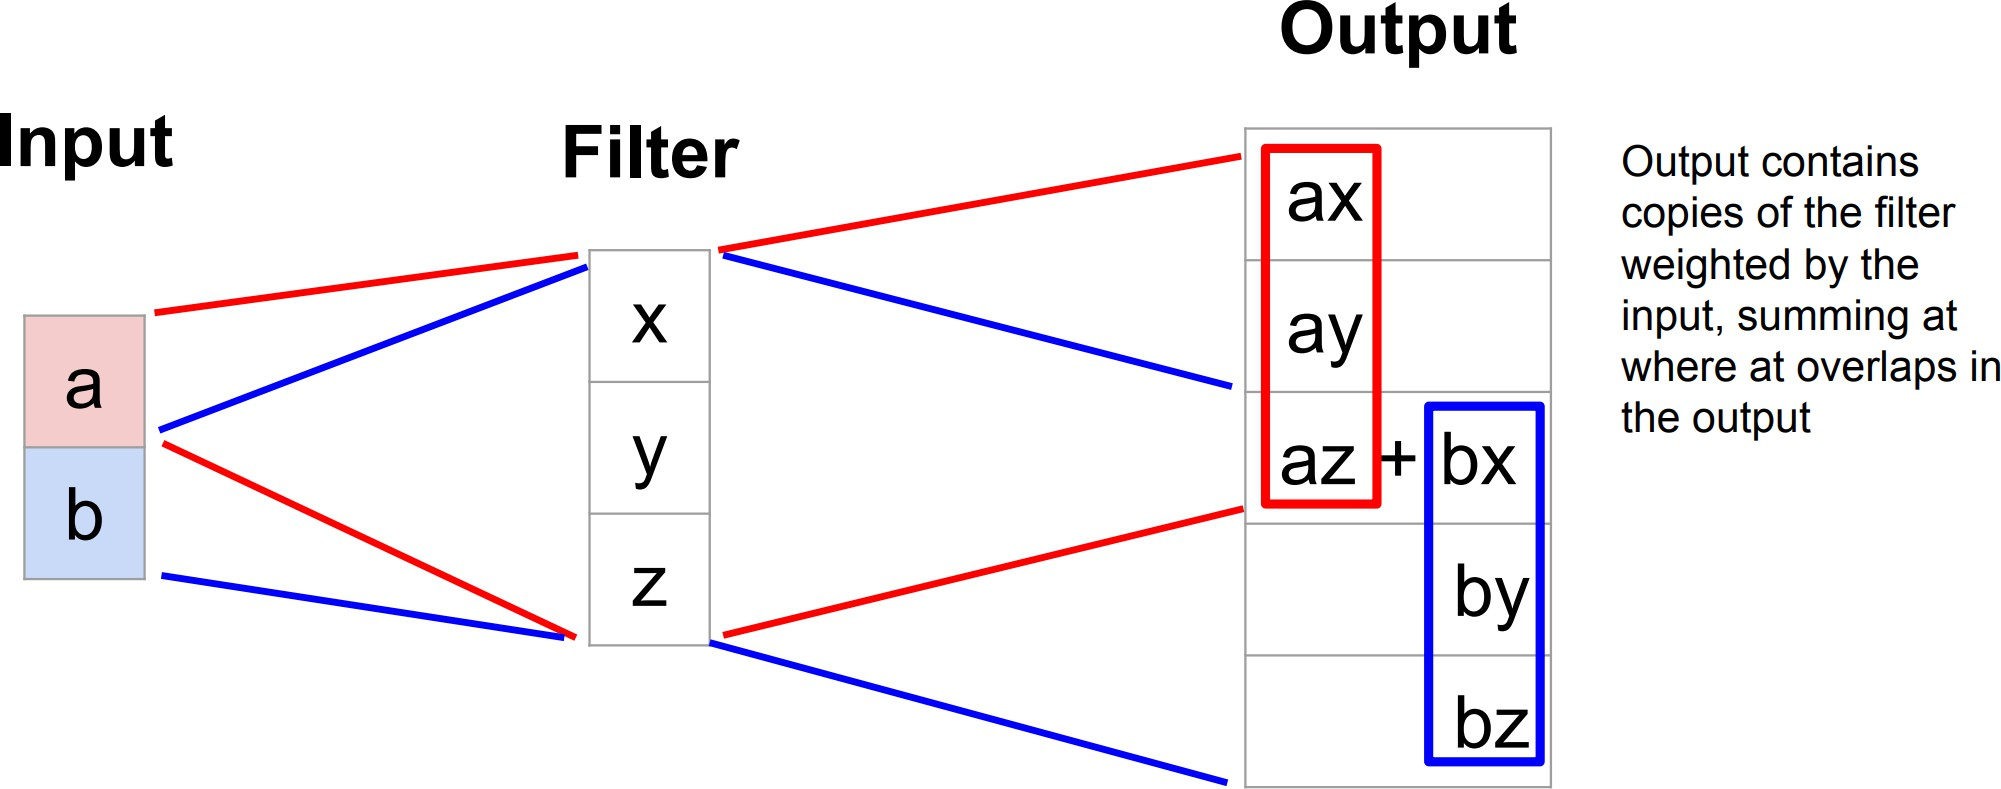 Input
a
b
Filter
x
y
z
Output
ax
ay
az + bx
by
bz
Output contains
copies of the filter
weighted by the
input, summing at
where at overlaps in
the output